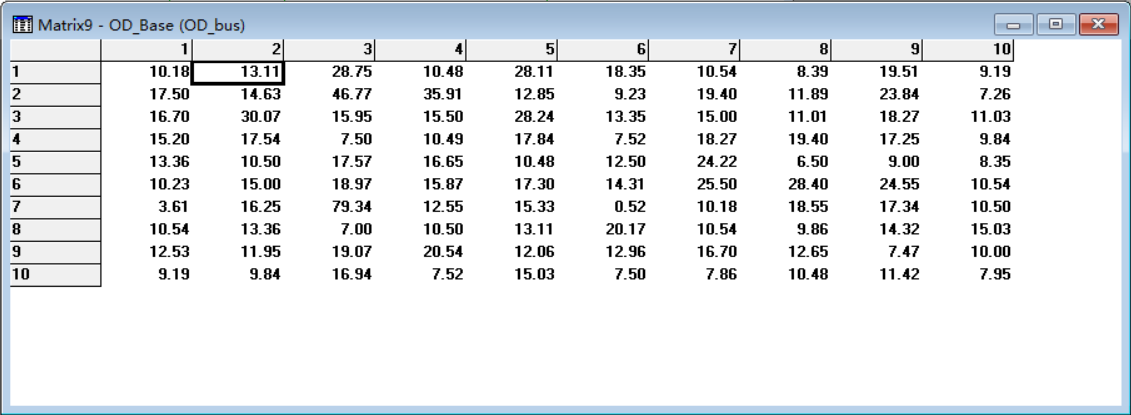 Matrix9 - OD_Base (OD_bus)
1 2 3 4 5 6 7 8 9 10
1 10.18 13.11 28.75 10.48 28.11 18.35 10.54 8.39 19.51 9.19
2 17.50 14.63 46.77 35.91 12.85 9.23 19.40 11.89 23.84 7.26
3 16.70 30.07 15.95 15.50 28.24 13.35 15.00 11.01 18.27 11.03
4 15.20 17.54 7.50 10.49 17.84 7.52 18.27 19.40 17.25 9.84
5 13.36 10.50 17.57 16.65 10.48 12.50 24.22 6.50 9.00 8.35
6 10.23 15.00 18.97 15.87 17.30 14.31 25.50 28.40 24.55 10.54
7 3.61 16.25 79.34 12.55 15.33 0.52 10.18 18.55 17.34 10.50
8 10.54 13.36 7.00 10.50 13.11 20.17 10.54 9.86 14.32 15.03
9 12.53 11.95 19.07 20.54 12.06 12.96 16.70 12.65 7.47 10.00
10 9.19 9.84 16.94 7.52 15.03 7.50 7.86 10.48 11.42 7.95